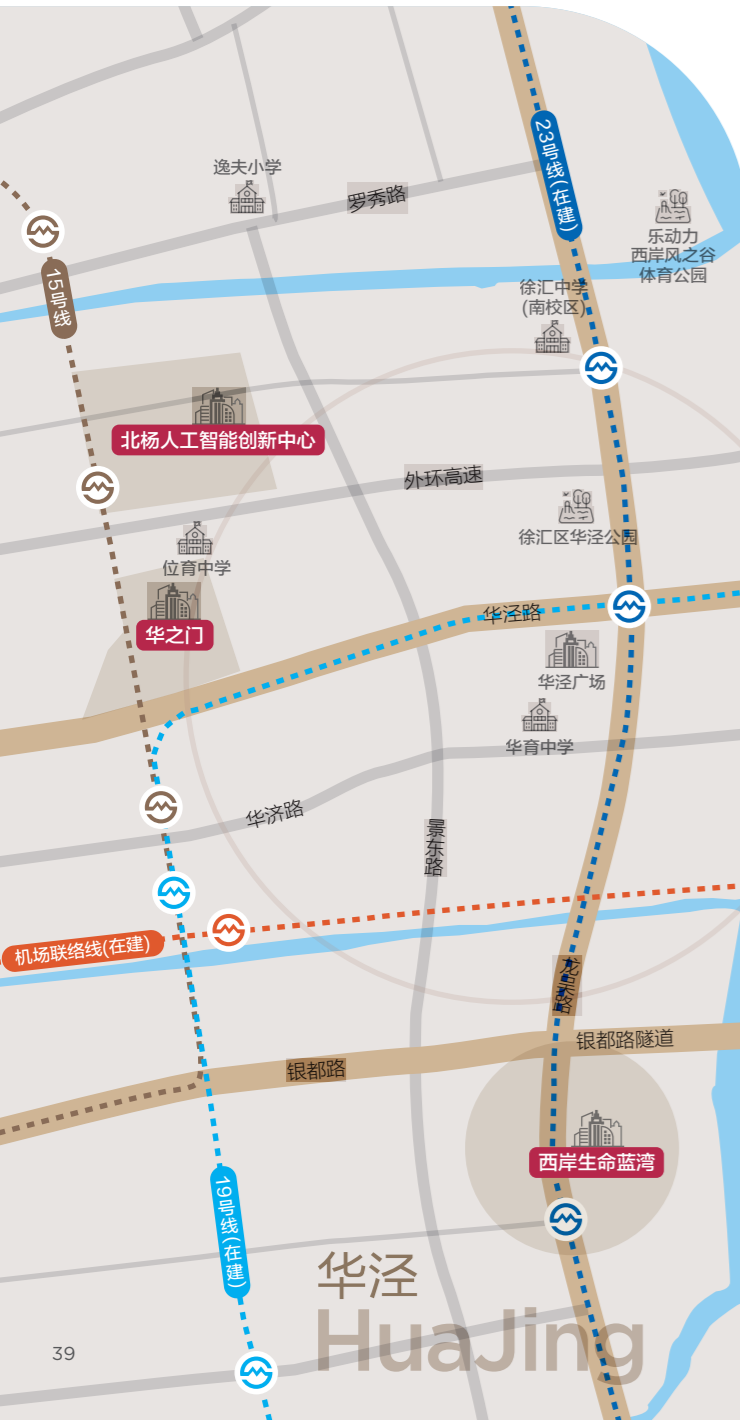 23号线(在建)
逸夫小学
罗秀路
乐动力
西岸风之谷
体育公园
15号线
徐汇中学
(南校区)
北杨人工智能创新中心
外环高速
徐汇区华泾公园
位育中学
华泾路
华之门
华泾广场
华育中学
华济路
景东路
机场联络线(在建)
龙吴路
银都路隧道
银都路
西岸生命蓝湾
19号线(在建)
华泾
HuaJing
39